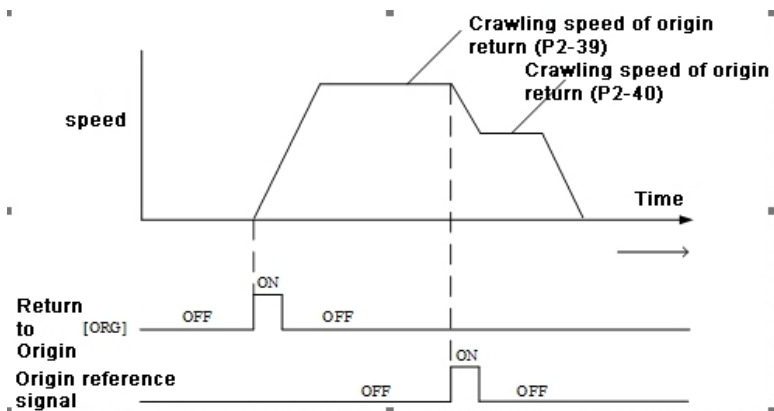 Crawling speed of origin
return (P2-39)
Crawling speed of origin
return (P2-40)
speed
Time
ON
Return
to [ORG]
Origin
OFF
OFF
ON
Origin reference
signal
OFF
OFF